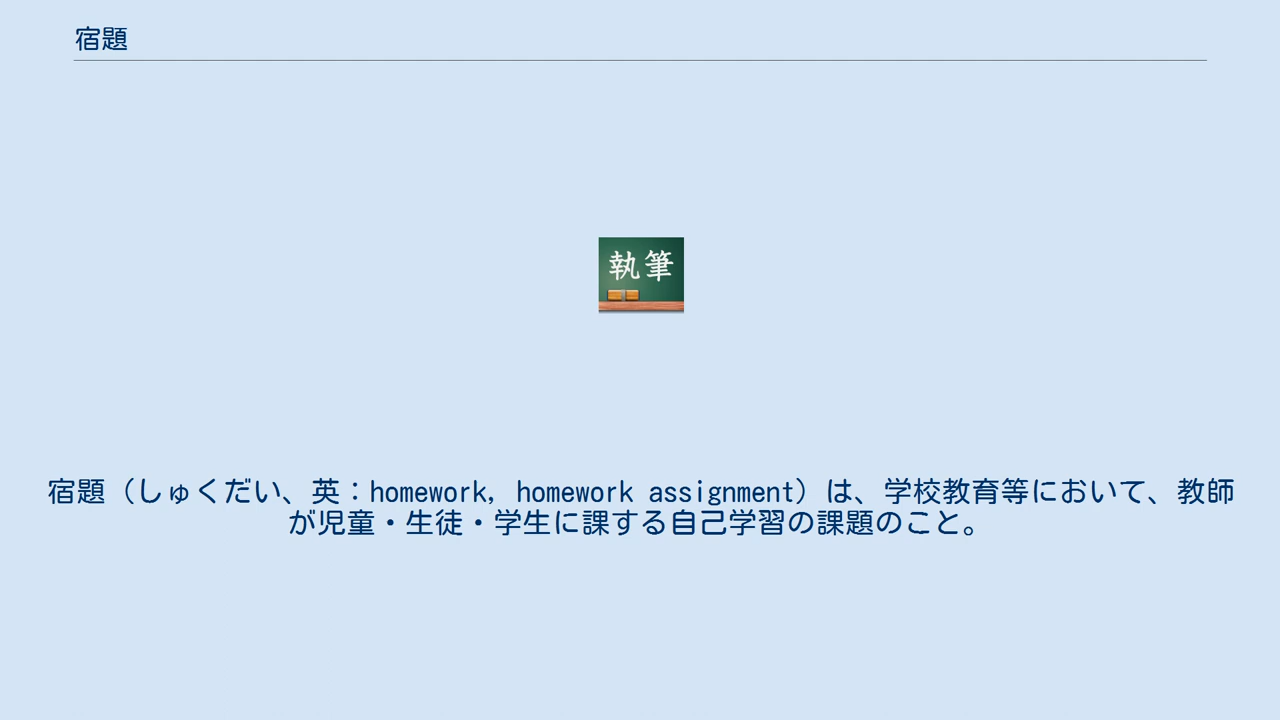 宿題
執筆
宿題（しゅくだい、英：homework, homework assignment）は、学校教育等において、教師
が児童・生徒・学生に課する自己学習の課題のこと。